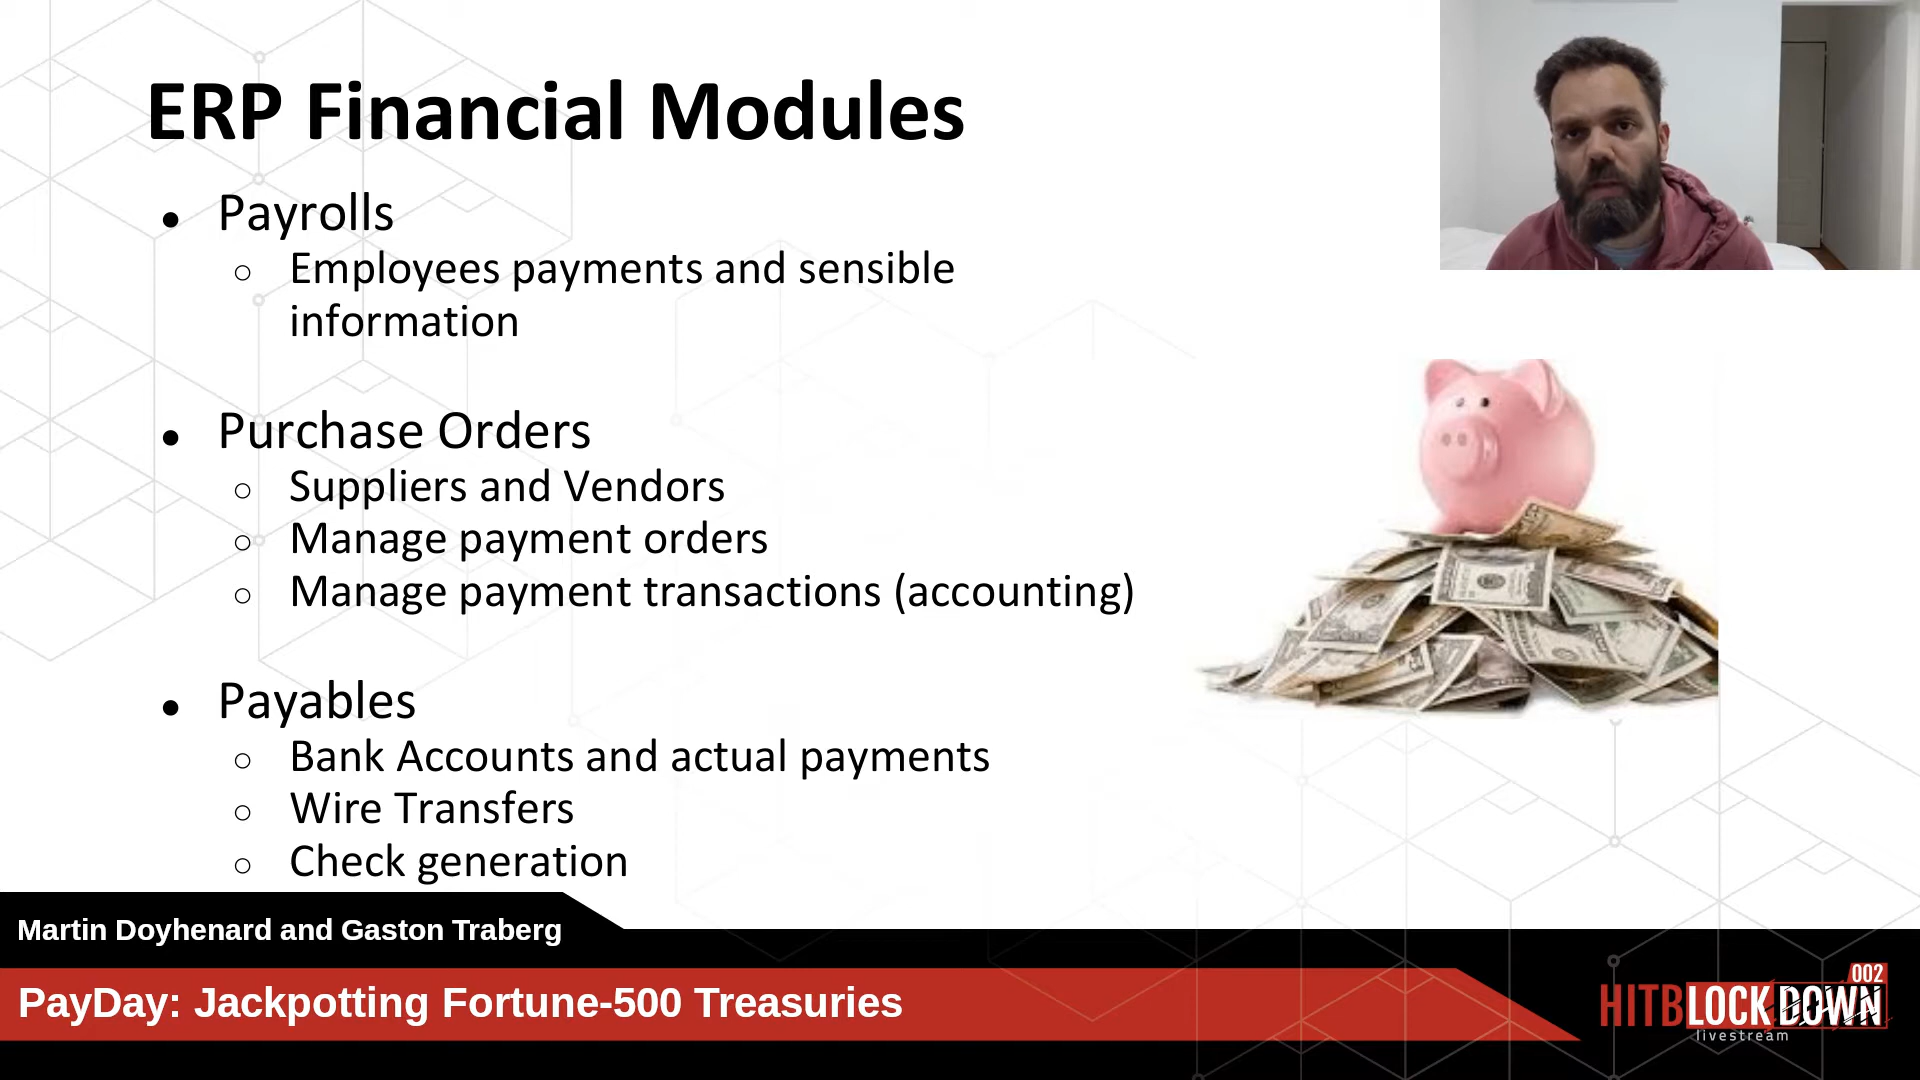 ERP Financial Modules
● Payrolls
○ Employees payments and sensible
information
● Purchase Orders
○ Suppliers and Vendors
○ Manage payment orders
○ Manage payment transactions (accounting)
● Payables
○ Bank Accounts and actual payments
○ Wire Transfers
○ Check generation
Martin Doyhenard and Gaston Traberg
PayDay: Jackpotting Fortune-500 Treasuries
002
HITBLOCKDOWN
livestream